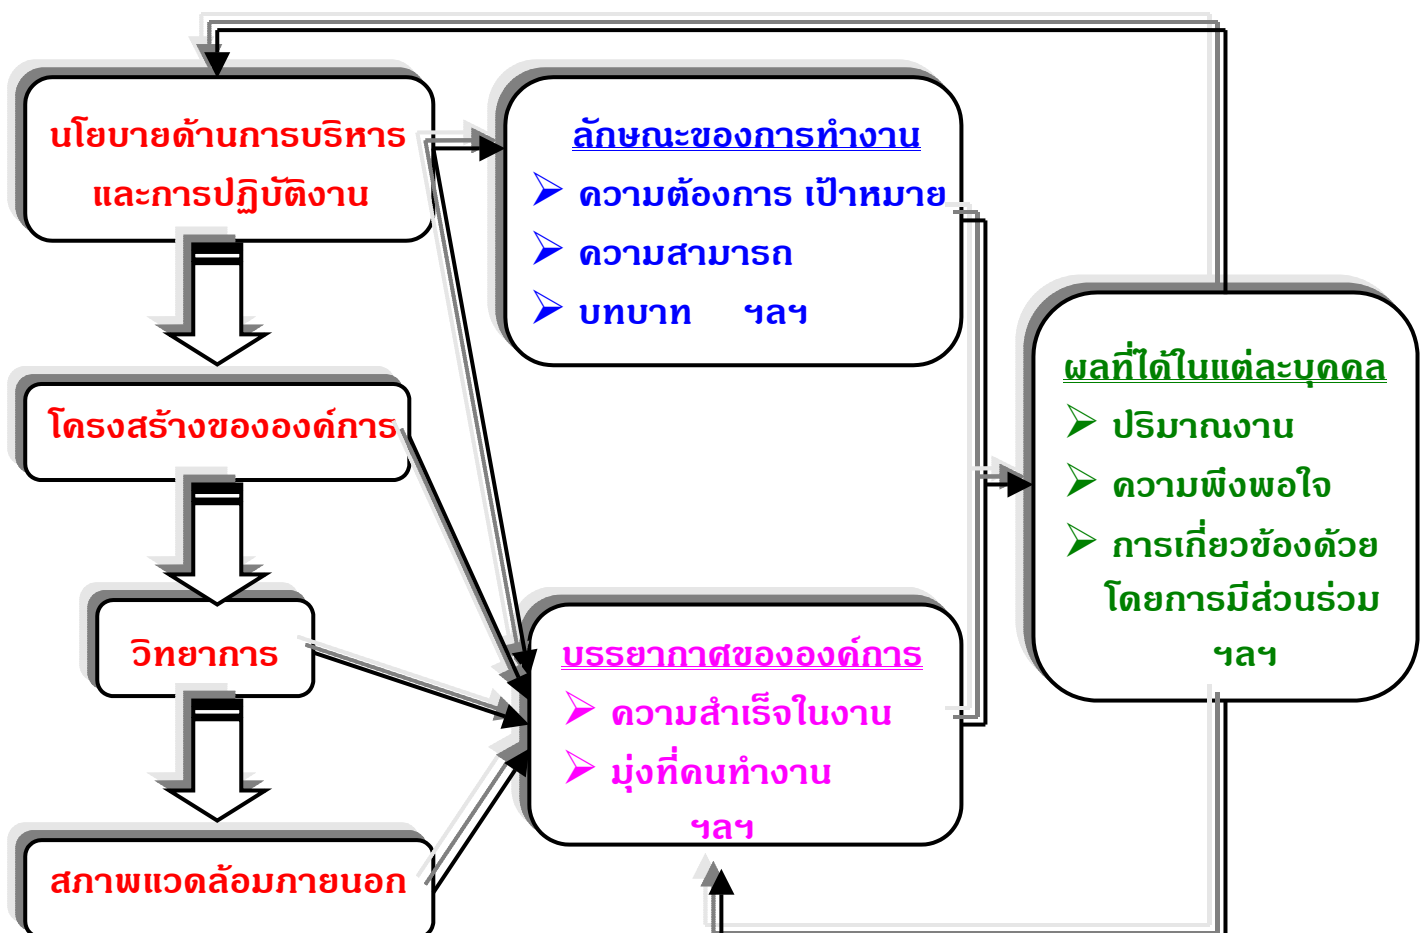 นโยบายด้านการบริหาร
และการปฏิบัติงาน
โครงสร้างขององค์การ
วิทยาการ
สภาพแวดล้อมภายนอก
ลักษณะของการทำงาน
ความต้องการ เป้าหมาย
ความสามารถ
บทบาท ฯลฯ
บรรยากาศขององค์การ
ความสำเร็จในงาน
มุ่งที่คนทำงาน
ฯลฯ
ผลที่ได้ในแต่ละบุคคล
ปริมาณงาน
ความพึงพอใจ
การเกี่ยวข้องด้วย
โดยการมีส่วนร่วม
ฯลฯ